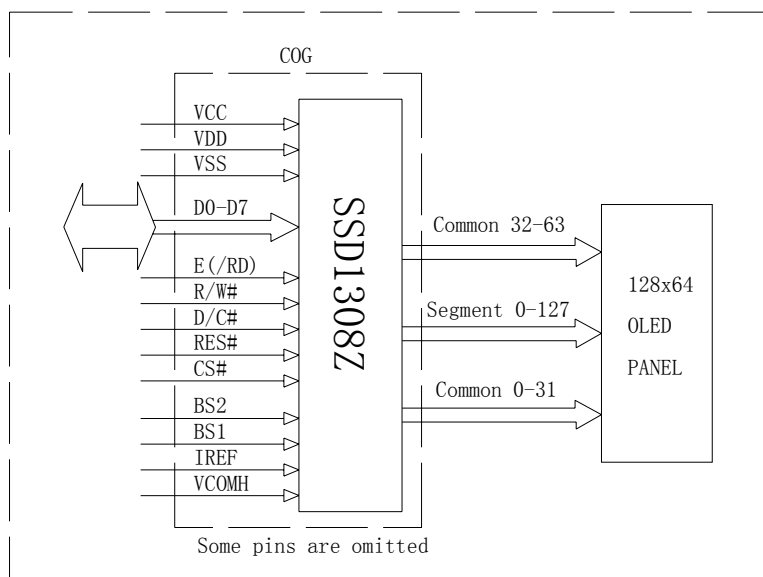 COG
VCC
VDD
VSS
D0-D7
E(/RD)
R/W#
D/C#
RES#
CS#
BS2
BS1
IREF
VCOMH
SSD1308Z
Common 32-63
Segment 0-127
Common 0-31
128x64
OLED
PANEL
Some pins are omitted